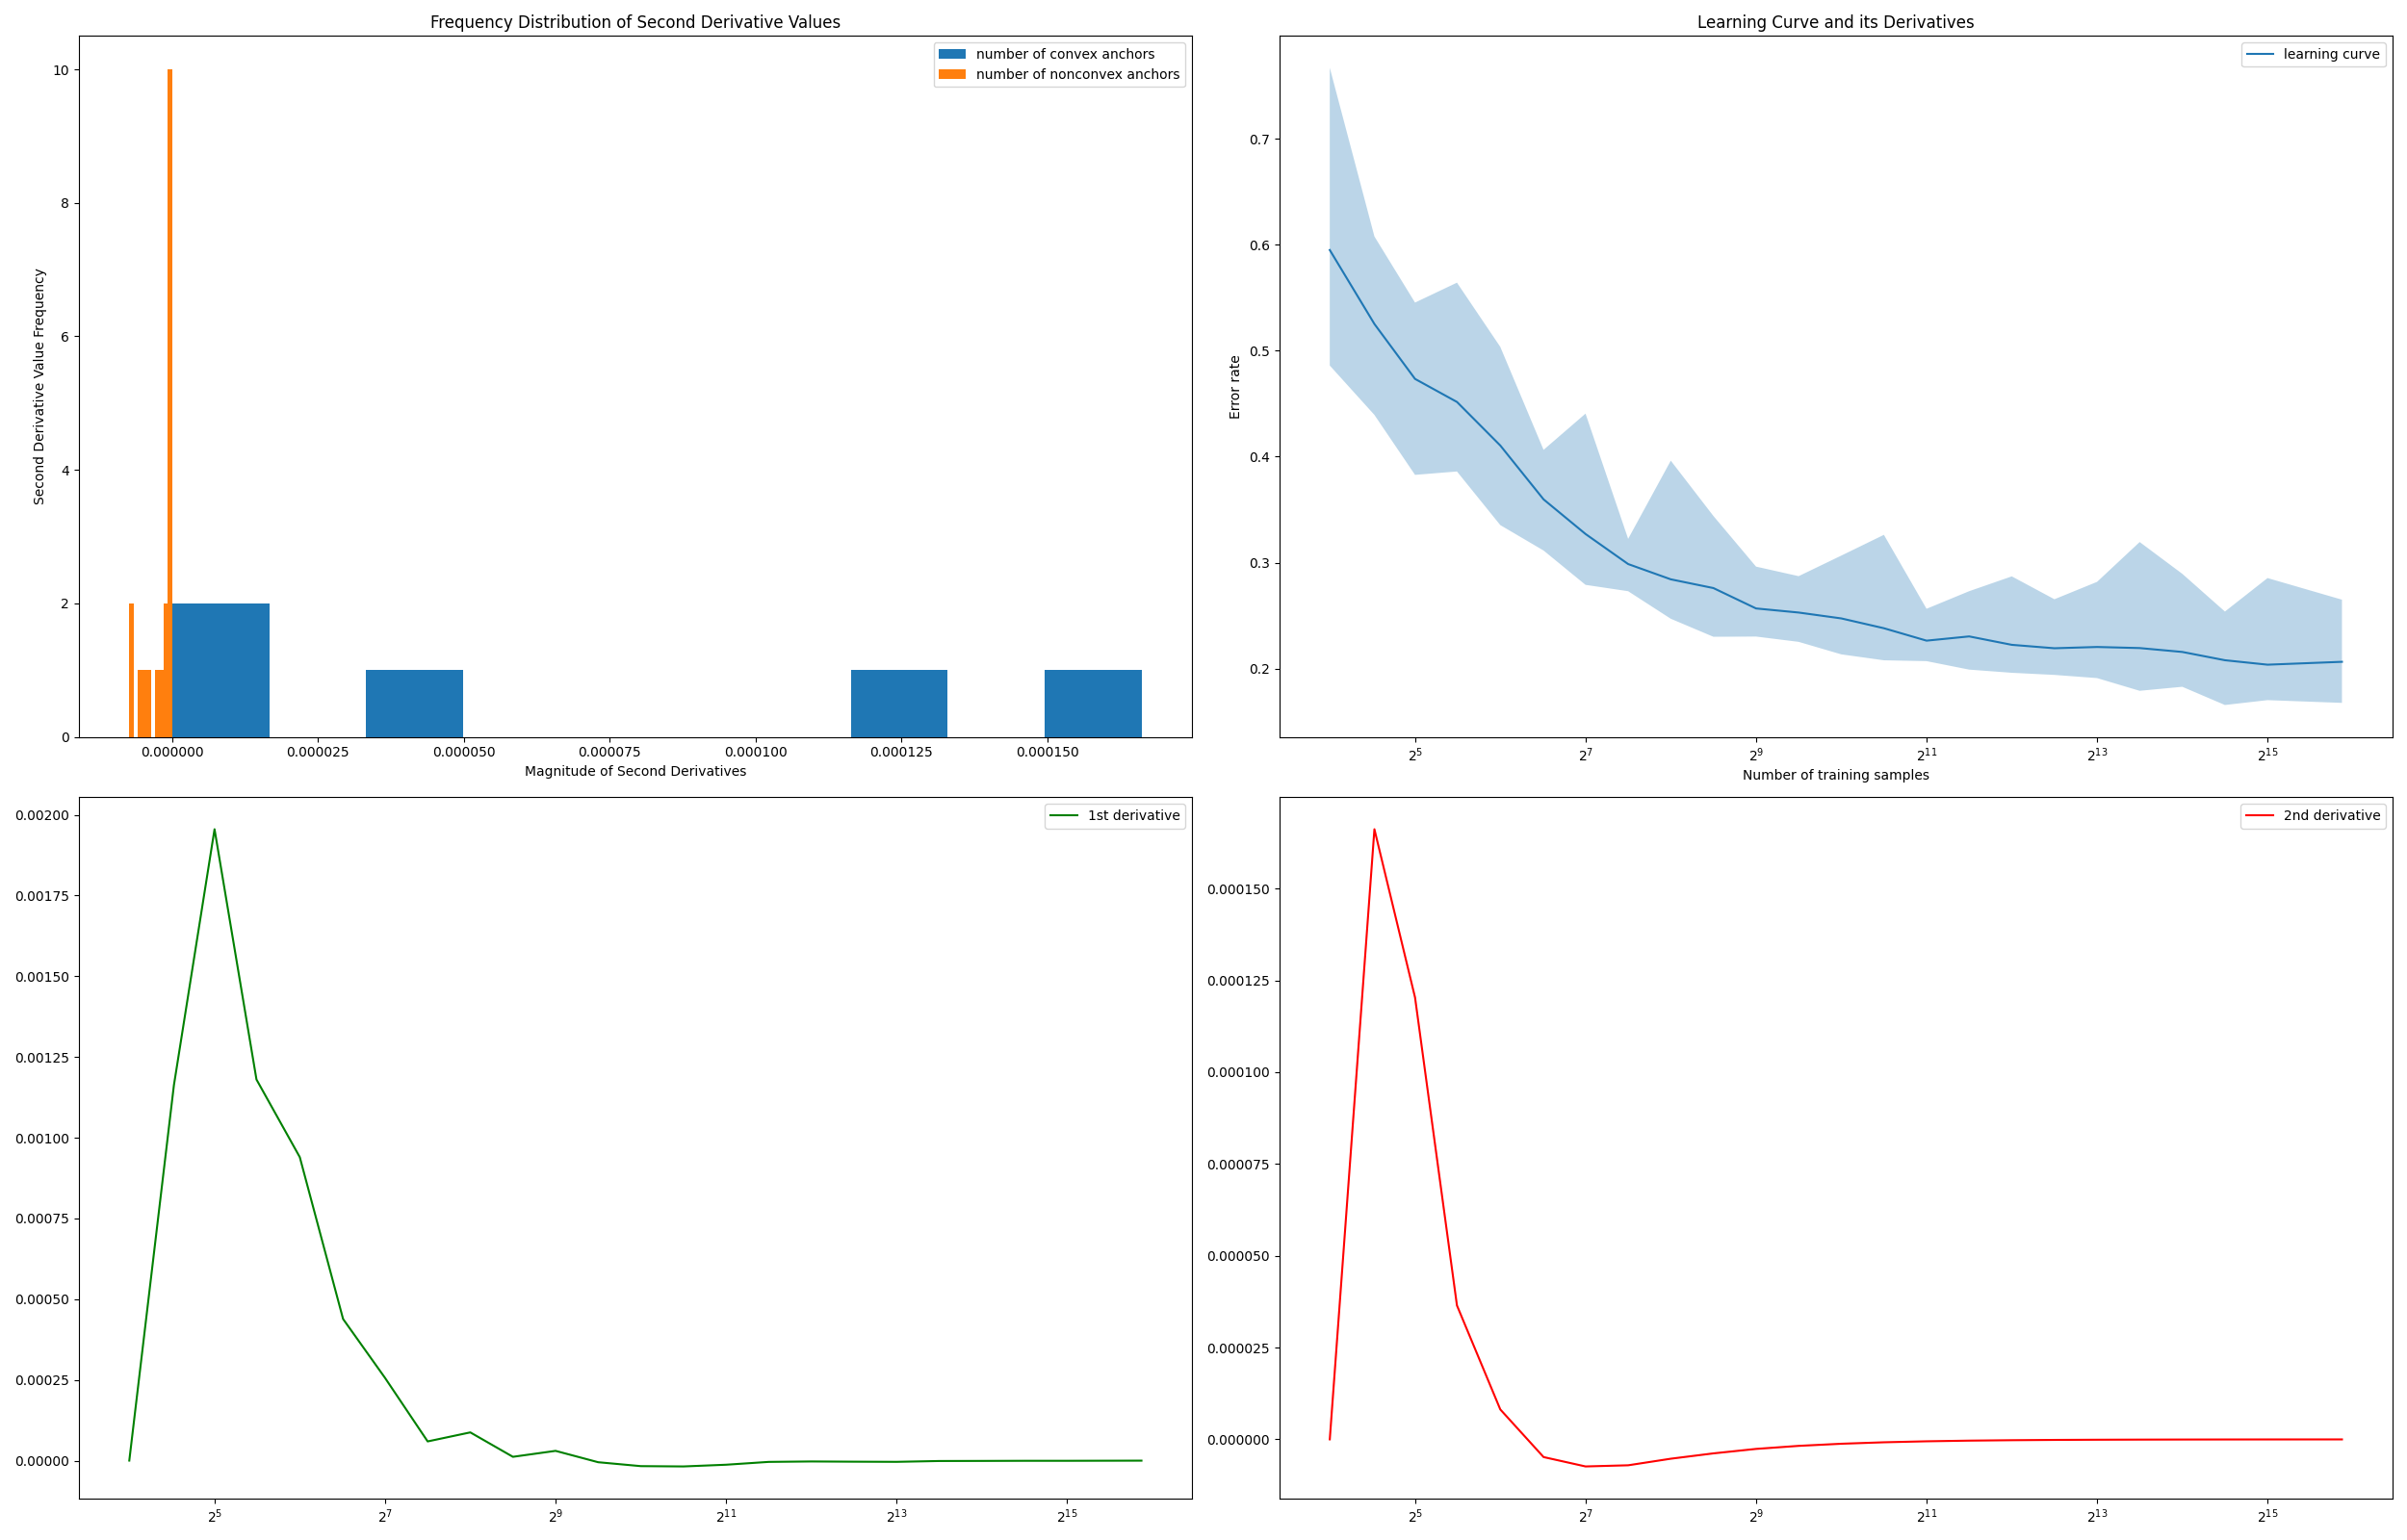 Frequency Distribution of Second Derivative Values
number of convex anchors
number of nonconvex anchors
10
8
6
4
2
0
Second Derivative Value Frequency
0.000000 0.000025 0.000050 0.000075 0.000100 0.000125 0.000150
Magnitude of Second Derivatives
Learning Curve and its Derivatives
learning curve
0.7
0.6
0.5
0.4
0.3
0.2
Error rate
2^5 2^7 2^9 2^11 2^13 2^15
Number of training samples
1st derivative
0.00200
0.00175
0.00150
0.00125
0.00100
0.00075
0.00050
0.00025
0.00000
2^5 2^7 2^9 2^11 2^13 2^15
2nd derivative
0.000150
0.000125
0.000100
0.000075
0.000050
0.000025
0.000000
2^5 2^7 2^9 2^11 2^13 2^15